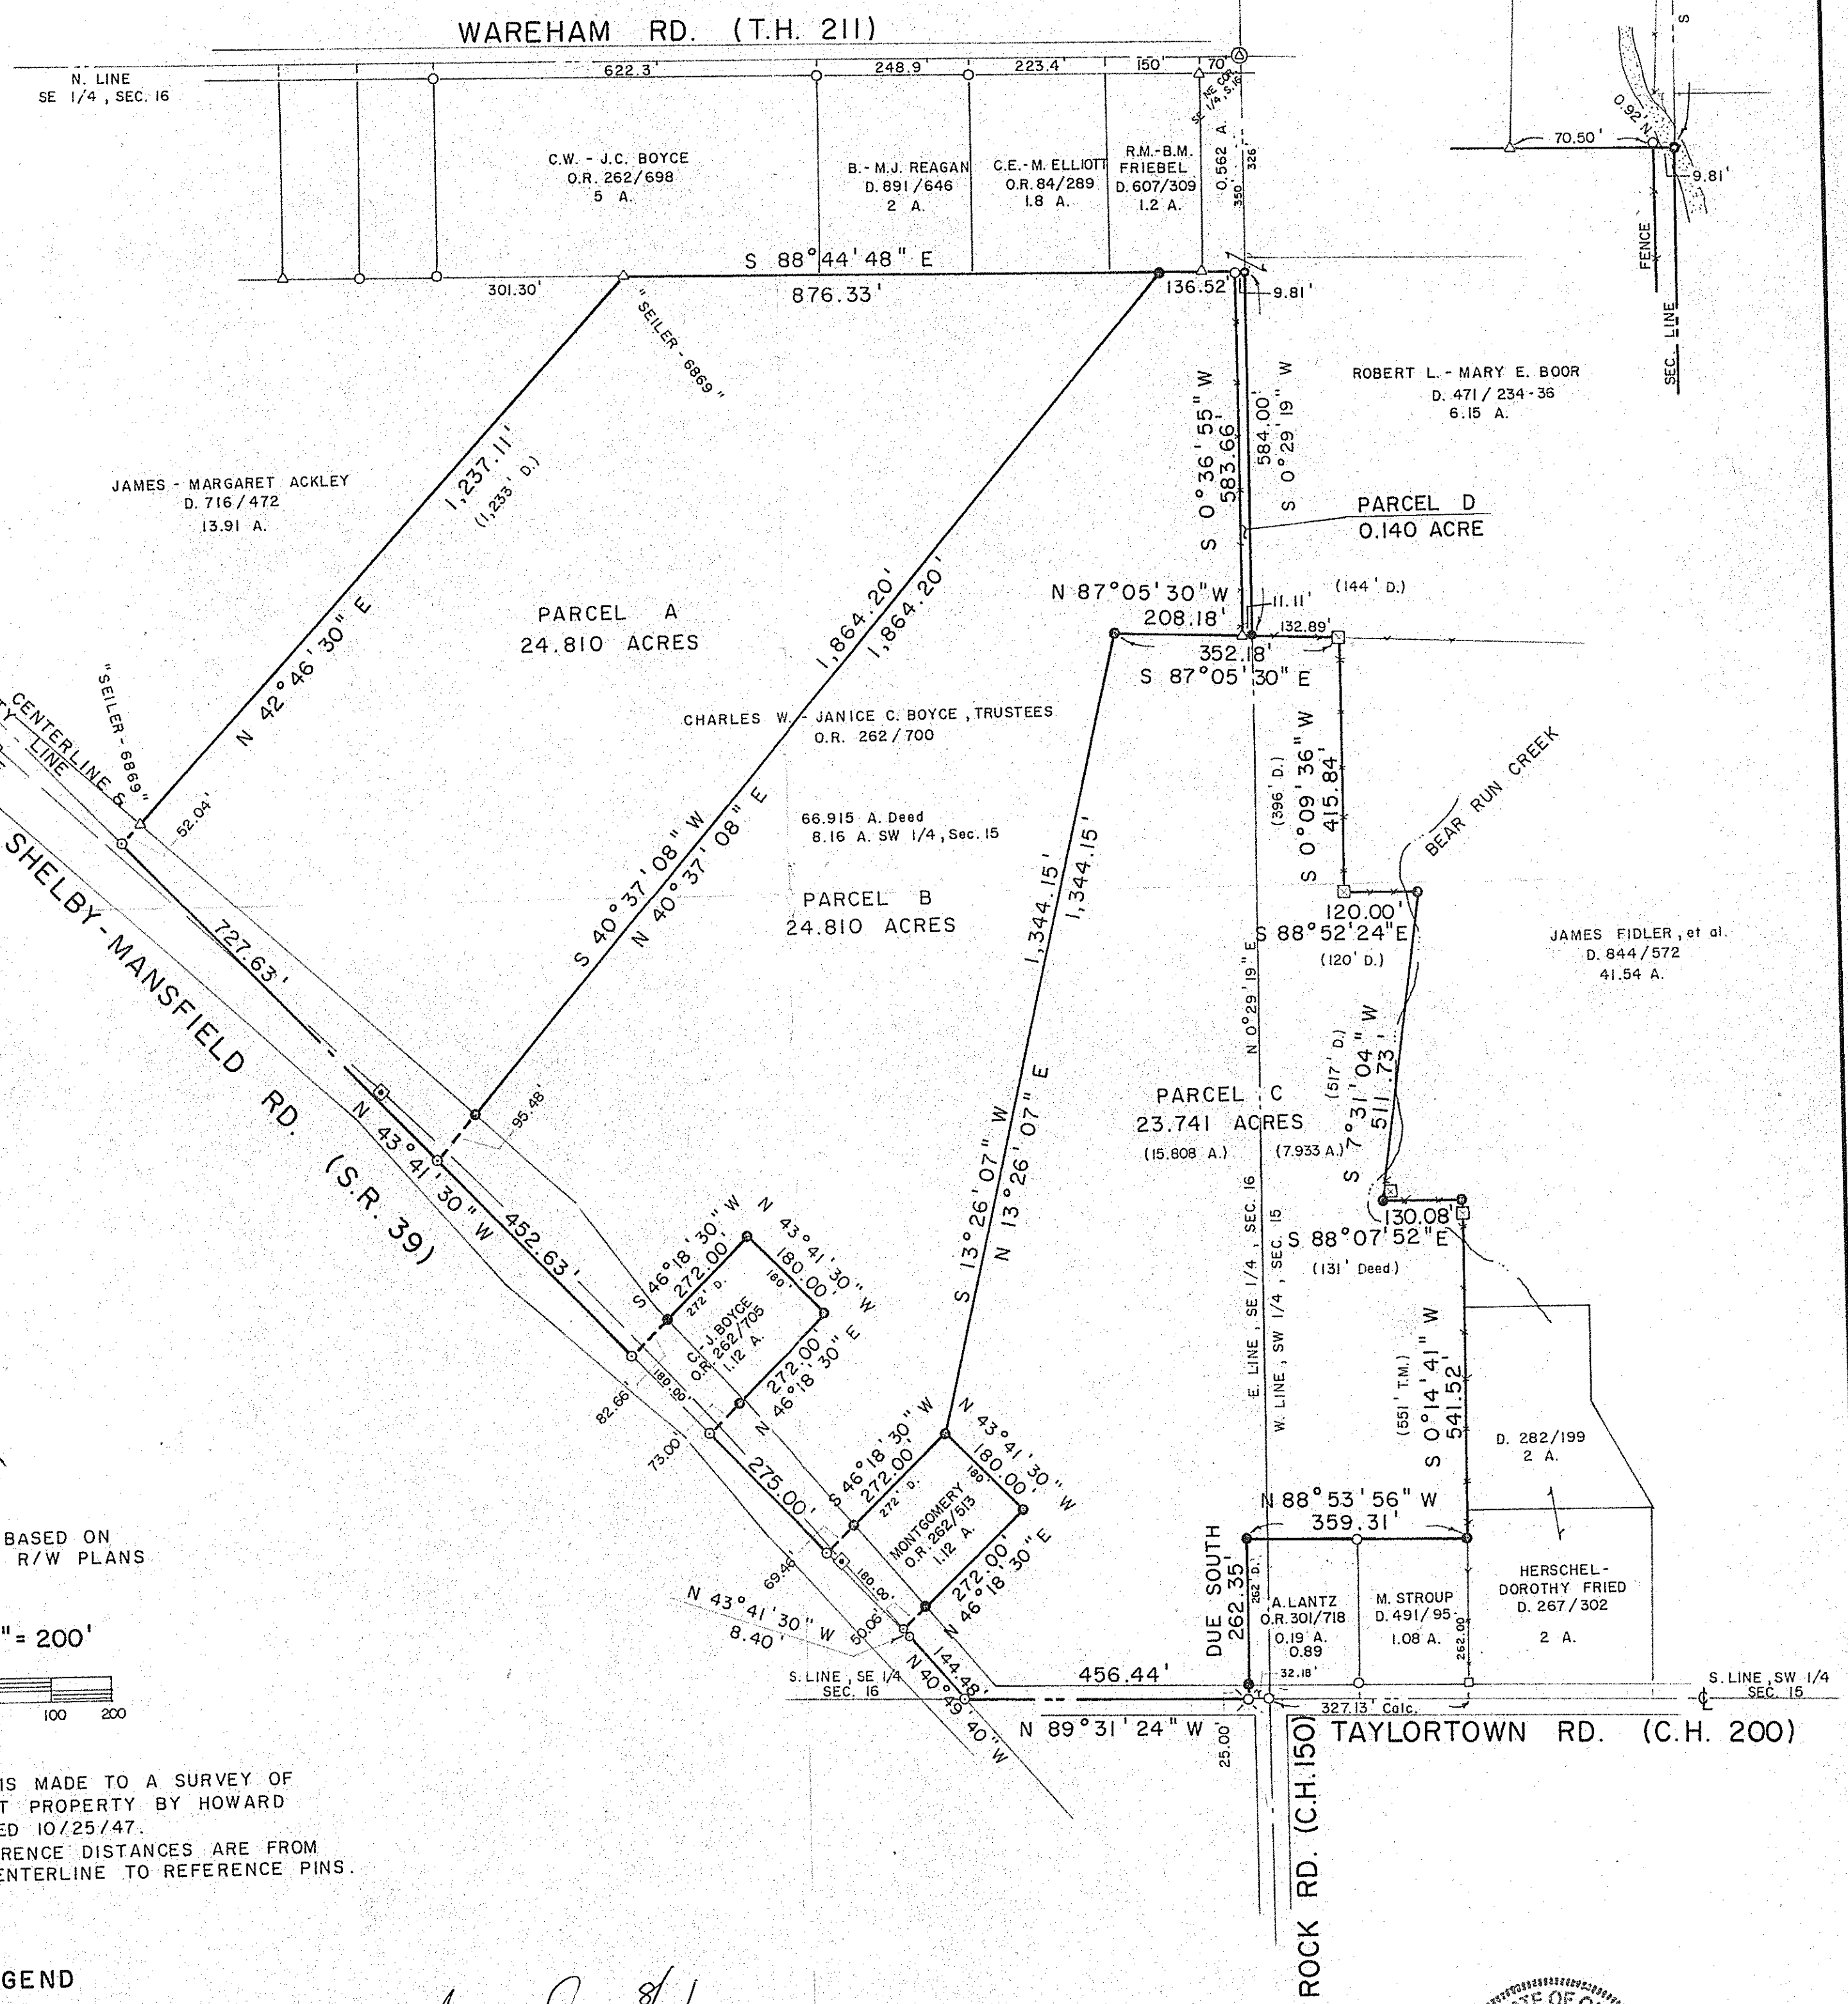 WAREHAM RD. (T.H. 211)
N. LINE
SE 1/4, SEC. 16
622.3'
248.9'
223.4'
150'
70'
NE COR.
SE 1/4, S.16
C.W. - J.C. BOYCE
O.R. 262/698
5 A.
B. - M.J. REAGAN
D. 891/646
2 A.
C.E.-M. ELLIOTT
O.R. 84/289
1.8 A.
R.M.-B.M.
FRIEBEL
D. 607/309
1.2 A.
0.562 A.
350'
326'
S
0.92' N.
70.50'
9.81'
FENCE
SEC. LINE
S 88°44'48" E
301.30'
876.33'
136.52'
9.81'
"SEILER-6869"
1,237.11'
(1,233' D.)
N 42°46'30" E
JAMES - MARGARET ACKLEY
D. 716/472
13.91 A.
S 0°36'55" W
583.66'
584.00'
S 0°29'19" W
ROBERT L. - MARY E. BOOR
D. 471/234-36
6.15 A.
PARCEL D
0.140 ACRE
PARCEL A
24.810 ACRES
1,864.20'
1,864.20'
S 40°37'08" W
N 40°37'08" E
N 87°05'30" W
208.18'
11.11'
(144' D.)
132.89'
352.18'
S 87°05'30" E
CHARLES W. - JANICE C. BOYCE, TRUSTEES
O.R. 262/700
66.915 A. Deed
8.16 A. SW 1/4, Sec. 15
PARCEL B
24.810 ACRES
"SEILER-6869"
CENTERLINE &
LINE
52.04'
SHELBY-MANSFIELD RD. (S.R. 39)
727.63'
N 43°41'30" W
452.63'
95.48'
1,344.15'
1,344.15'
S 13°26'07" W
N 13°26'07" E
(396' D.)
S 0°09'36" W
415.84'
BEAR RUN CREEK
120.00'
S 88°52'24" E
(120' D.)
JAMES FIDLER, et al.
D. 844/572
41.54 A.
N 0°29'19" E
(517' D.)
S 7°31'04" W
511.73'
PARCEL C
23.741 ACRES
(15.808 A.)
(7.933 A.)
130.08'
S 88°07'52" E
(131' Deed)
E. LINE, SE 1/4, SEC. 16
W. LINE, SW 1/4, SEC. 15
S 46°18'30" W
272.00'
272' D.
N 43°41'30" W
180.00'
180'
C.-J. BOYCE
O.R. 262/705
1.12 A.
272.00'
N 46°18'30" E
82.66'
180.00'
73.00'
275.00'
S 46°18'30" W
272.00'
272' D.
N 43°41'30" W
180.00'
180'
MONTGOMERY
O.R. 262/513
1.12 A.
272.00'
N 46°18'30" E
69.46'
180.00'
50.06'
N 43°41'30" W
8.40'
144.48'
N 40°49'40" W
(551' T.M.)
S 0°14'41" W
541.52'
D. 282/199
2 A.
N 88°53'56" W
359.31'
DUE SOUTH
262.35'
262' D.
A. LANTZ
O.R. 301/718
0.19 A.
0.89
M. STROUP
D. 491/95
1.08 A.
262.00
HERSCHEL-
DOROTHY FRIED
D. 267/302
2 A.
S. LINE, SE 1/4
SEC. 16
456.44'
32.18'
327.13' Calc.
S. LINE, SW 1/4
SEC. 15
N 89°31'24" W
25.00'
TAYLORTOWN RD. (C.H. 200)
ROCK RD. (C.H. 150)
BASED ON
R/W PLANS
"= 200'
100 200
IS MADE TO A SURVEY OF
T PROPERTY BY HOWARD
ED 10/25/47.
RENCE DISTANCES ARE FROM
ENTERLINE TO REFERENCE PINS.
GEND